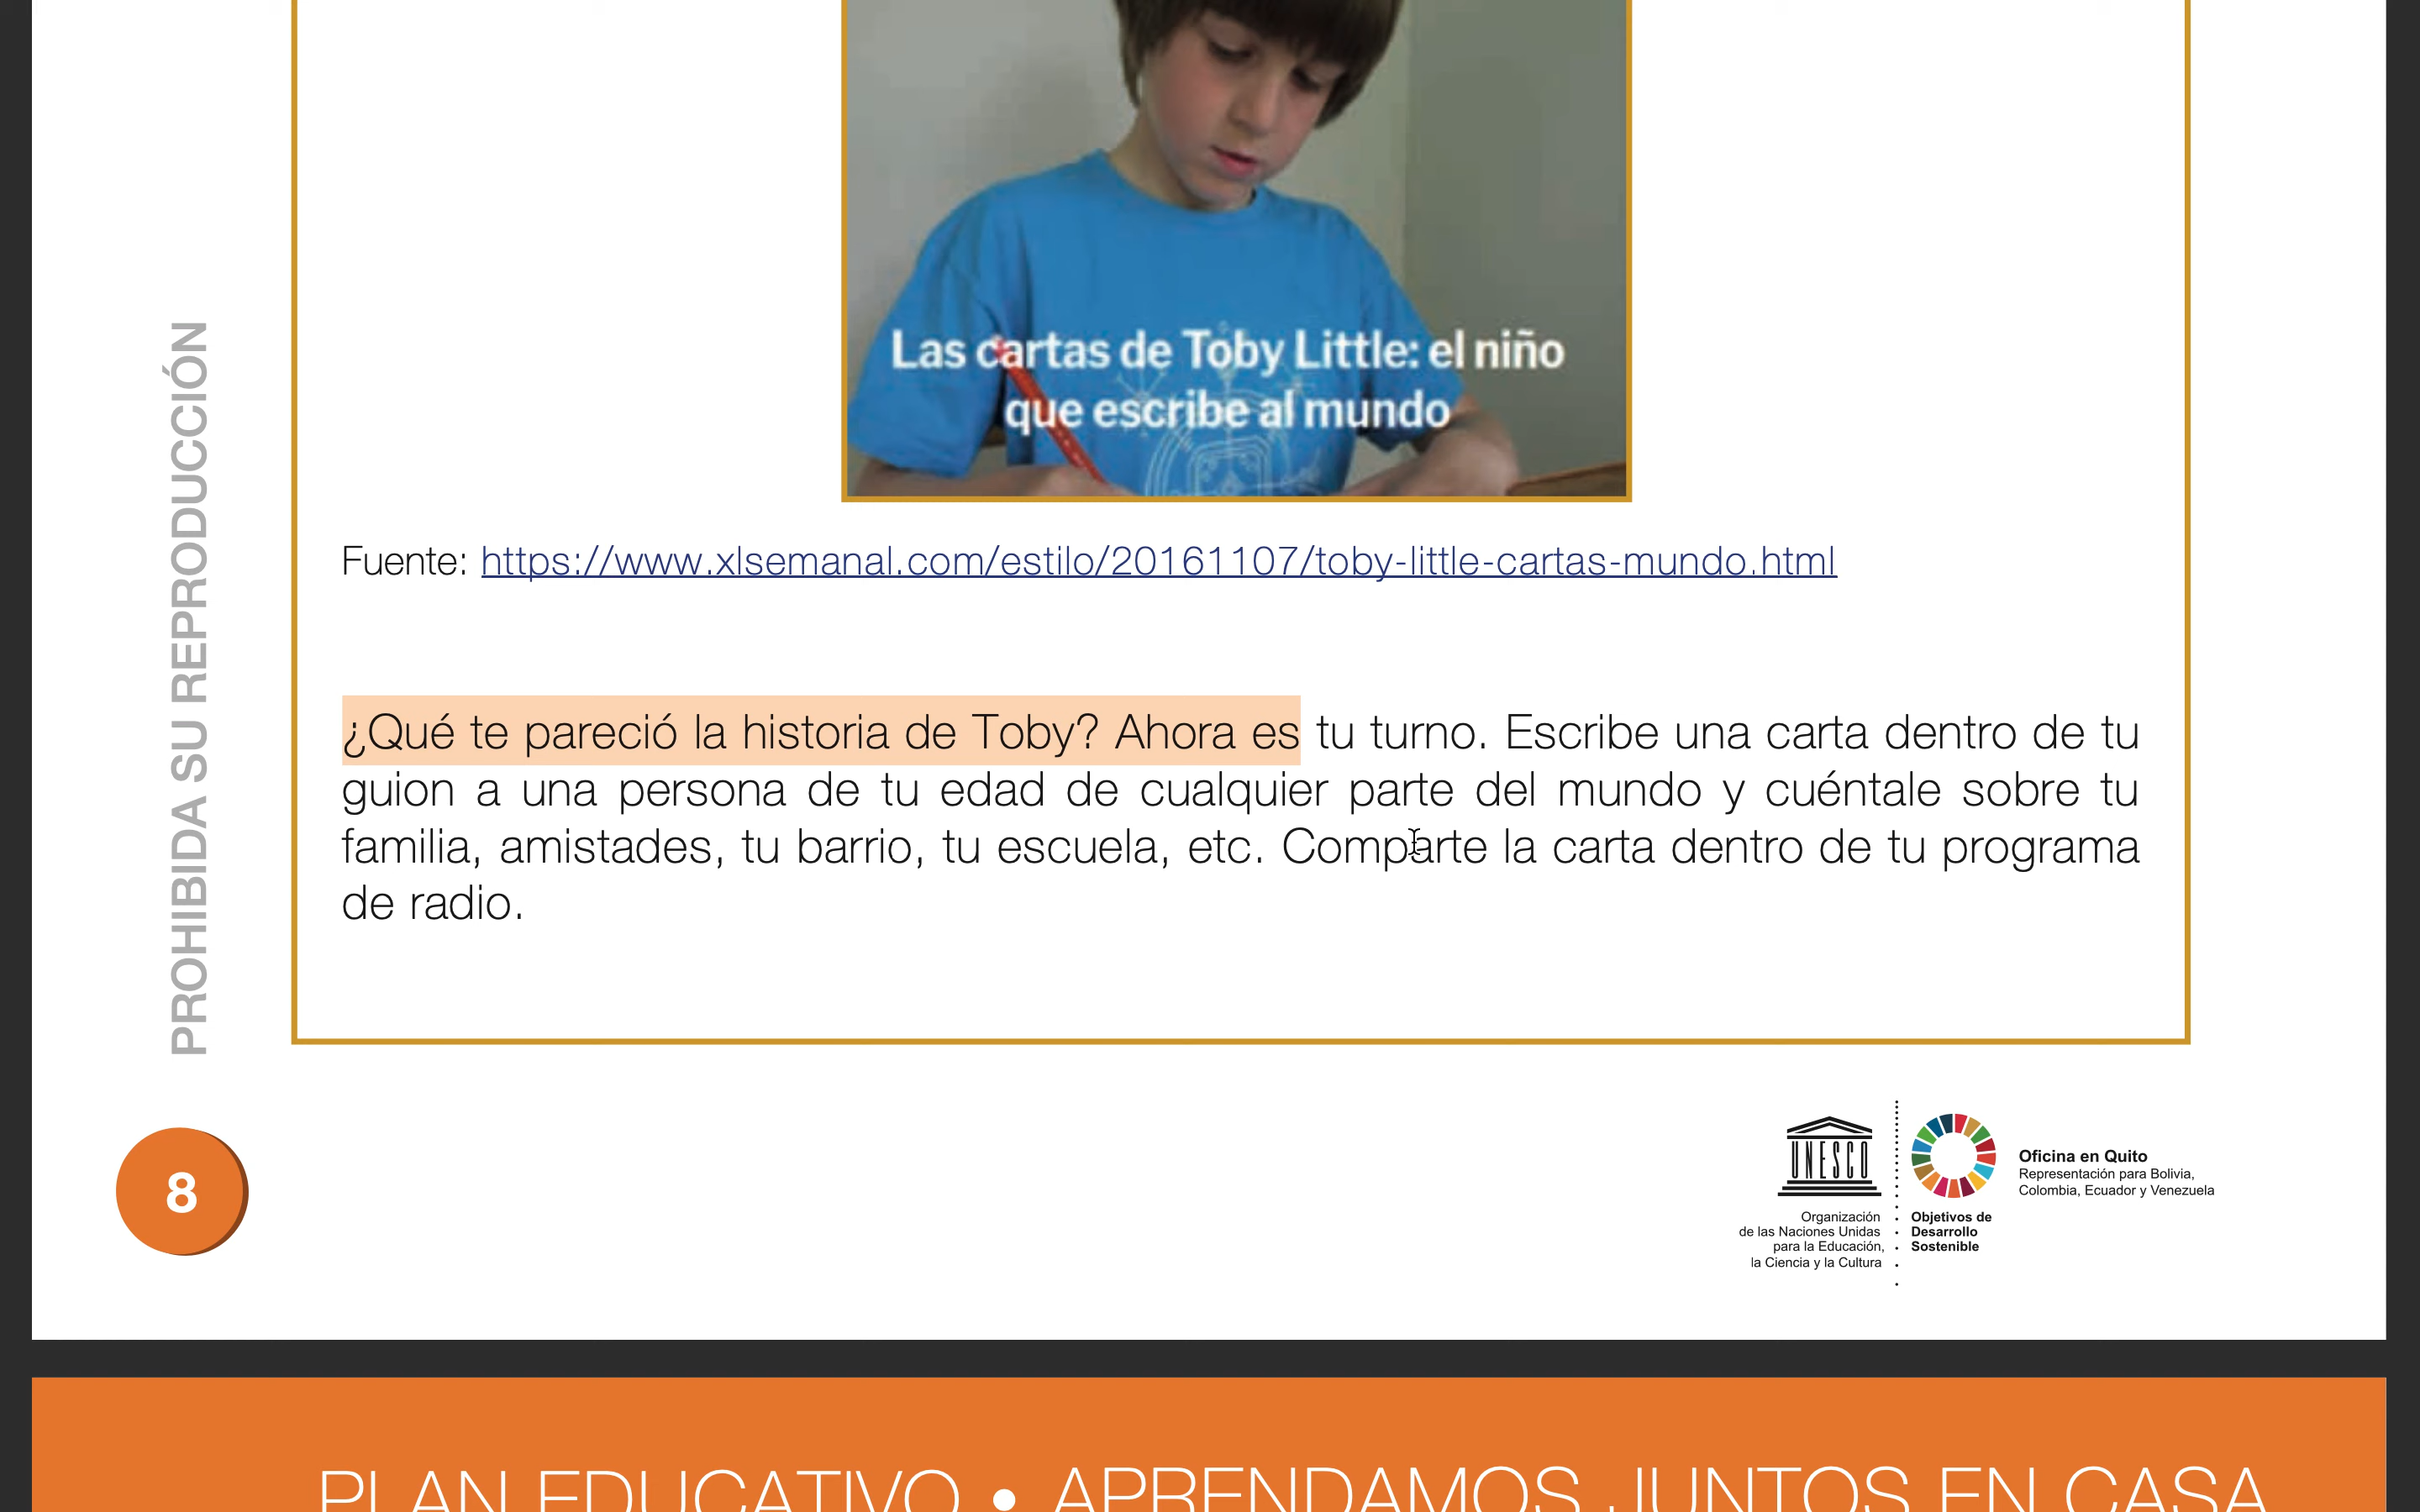 Las cartas de Toby Little: el niño
que escribe al mundo
Fuente: https://www.xlsemanal.com/estilo/20161107/toby-little-cartas-mundo.html
¿Qué te pareció la historia de Toby? Ahora es tu turno. Escribe una carta dentro de tu
guion a una persona de tu edad de cualquier parte del mundo y cuéntale sobre tu
familia, amistades, tu barrio, tu escuela, etc. Comparte la carta dentro de tu programa
de radio.
PROHIBIDA SU REPRODUCCIÓN
8
UNESCO
Organización
de las Naciones Unidas
para la Educación,
la Ciencia y la Cultura
Objetivos de
Desarrollo
Sostenible
Oficina en Quito
Representación para Bolivia,
Colombia, Ecuador y Venezuela
PLAN EDUCATIVO • APRENDAMOS JUNTOS EN CASA